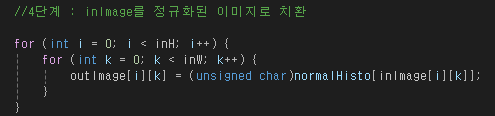 //4단계 : inImage를 정규화된 이미지로 치환
for (int i = 0; i < inH; i++) {
for (int k = 0; k < inW; k++) {
outImage[i][k] = (unsigned char)normalHisto[inImage[i][k]];
}
}